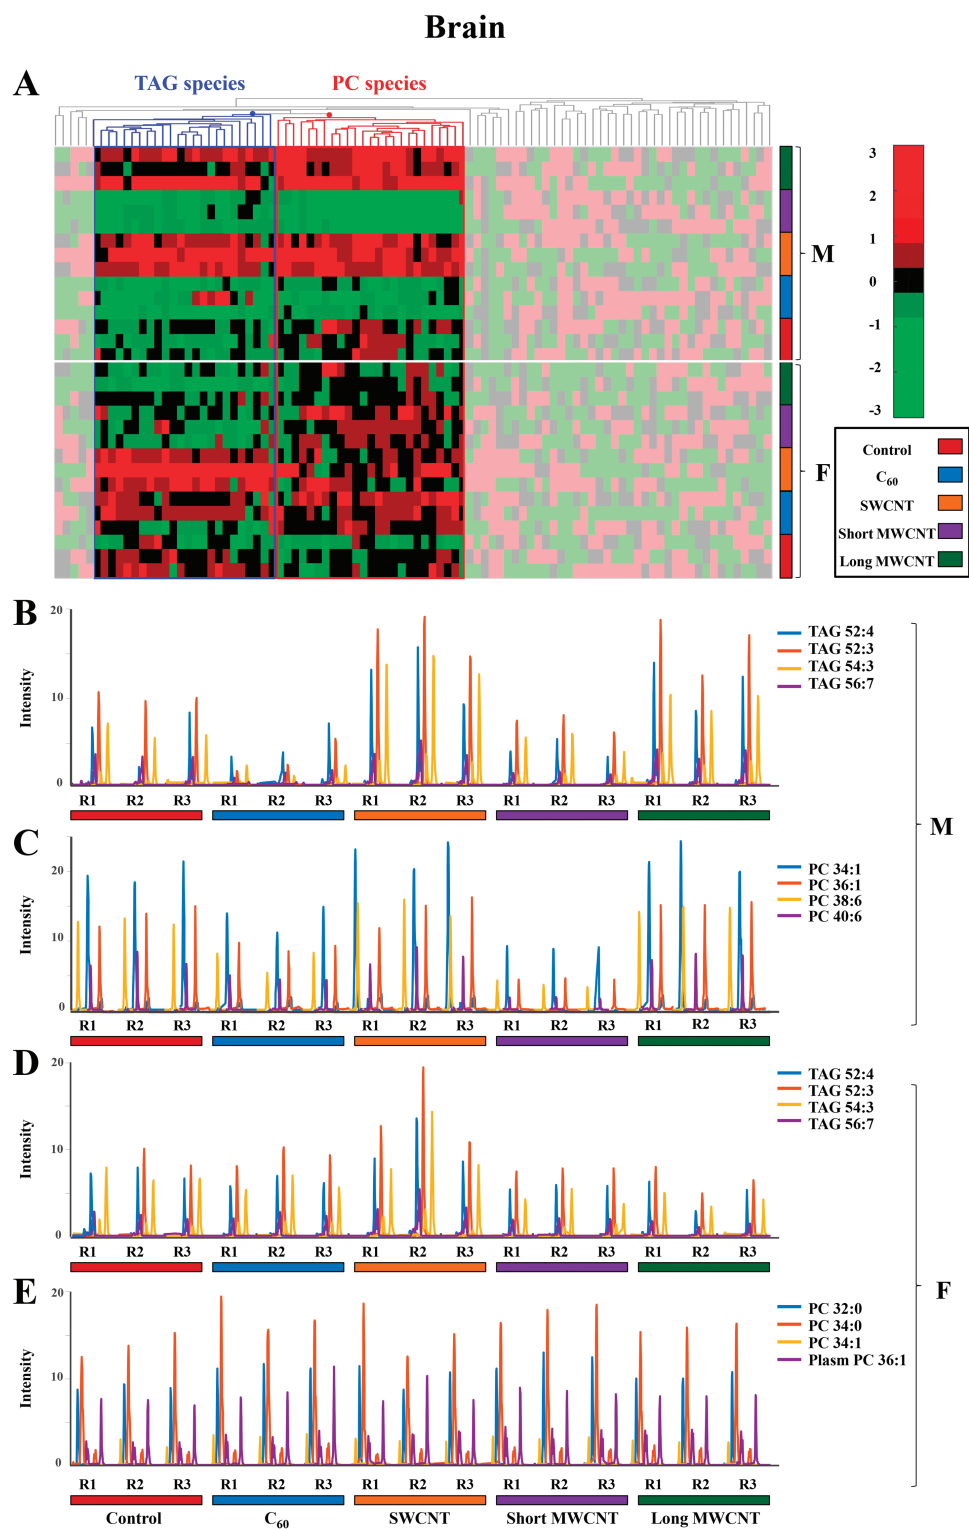 Brain
A
TAG species PC species
3
2
1
0
-1
-2
-3
M
F
Control
C60
SWCNT
Short MWCNT
Long MWCNT
B
Intensity
20
10
0
TAG 52:4
TAG 52:3
TAG 54:3
TAG 56:7
R1 R2 R3 R1 R2 R3 R1 R2 R3 R1 R2 R3 R1 R2 R3
C
Intensity
20
10
0
PC 34:1
PC 36:1
PC 38:6
PC 40:6
R1 R2 R3 R1 R2 R3 R1 R2 R3 R1 R2 R3 R1 R2 R3
M
D
Intensity
20
10
0
TAG 52:4
TAG 52:3
TAG 54:3
TAG 56:7
R1 R2 R3 R1 R2 R3 R1 R2 R3 R1 R2 R3 R1 R2 R3
E
Intensity
20
10
0
PC 32:0
PC 34:0
PC 34:1
Plasm PC 36:1
R1 R2 R3 R1 R2 R3 R1 R2 R3 R1 R2 R3 R1 R2 R3
F
Control C60 SWCNT Short MWCNT Long MWCNT